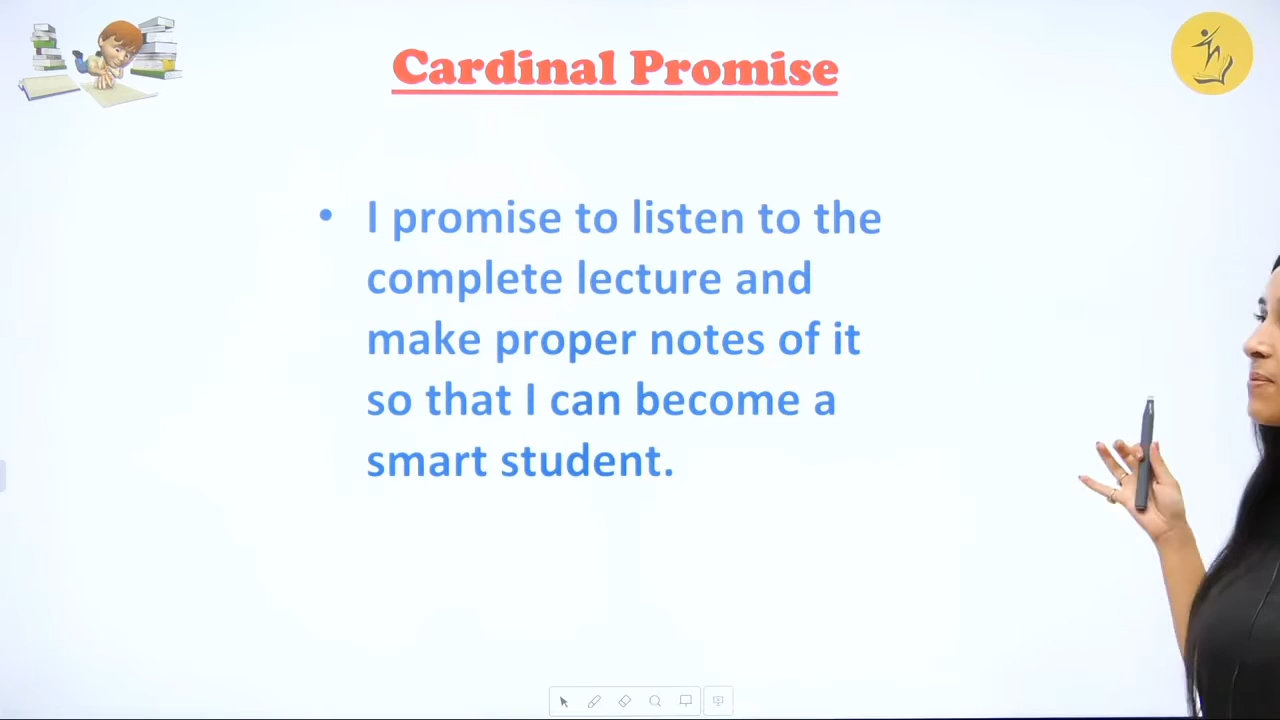 Cardinal Promise
• I promise to listen to the
complete lecture and
make proper notes of it
so that I can become a
smart student.